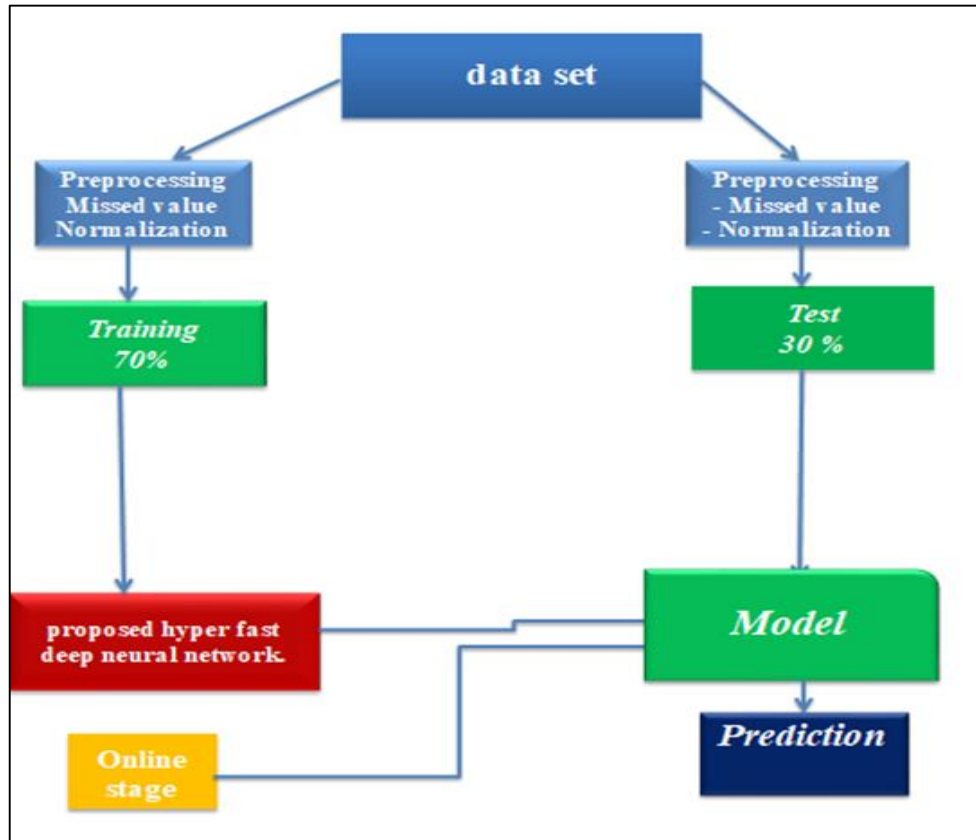 data set
Preprocessing
Missed value
Normalization
Preprocessing
- Missed value
- Normalization
Training
70%
Test
30 %
proposed hyper fast
deep neural network.
Model
Online
stage
Prediction